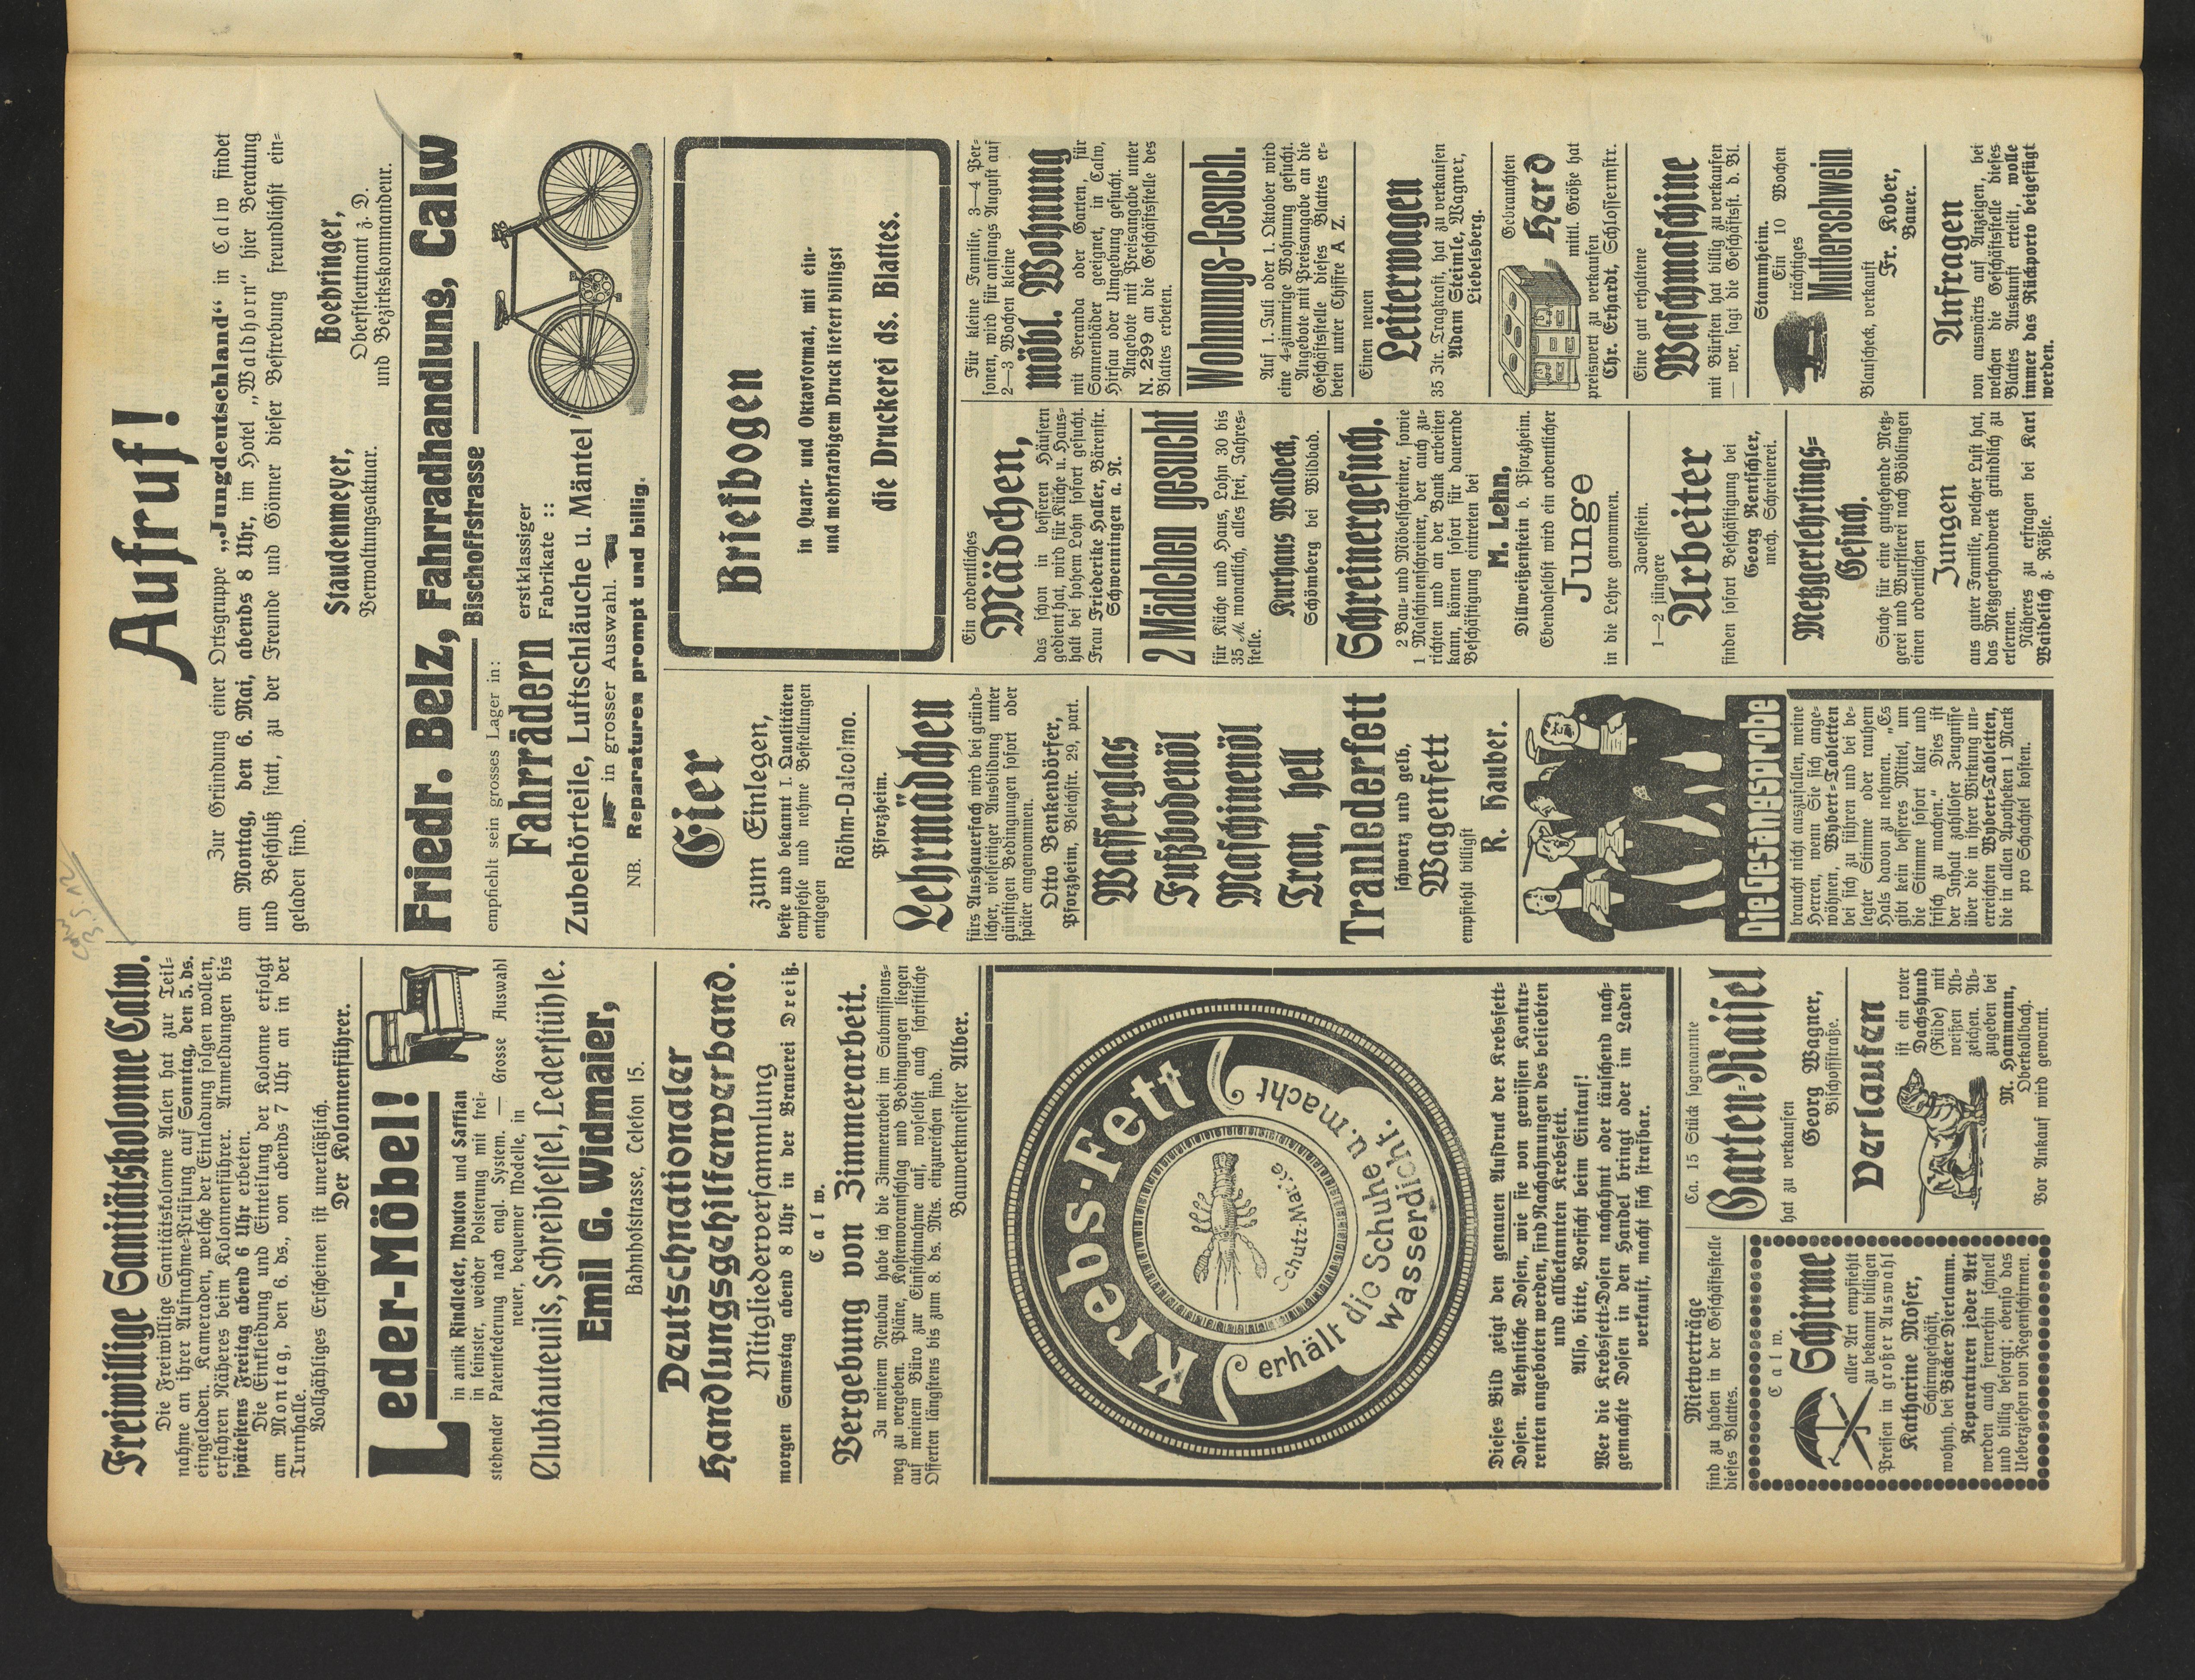 Freiwillige Sanitätskolonne Calw.
Die Freiwillige Sanitätskolonne Aalen hat zur Teil-
nahme an ihrer Aufnahme-Prüfung auf Sonntag, den 5. ds.
eingeladen. Kameraden, welche der Einladung folgen wollen,
erfahren Näheres beim Kolonnenführer. Anmeldungen bis
spätestens Freitag abend 6 Uhr erbeten.
Die Einkleidung und Einteilung der Kolonne erfolgt
am Montag, den 6. ds., von abends 7 Uhr an in der
Turnhalle.
Vollzähliges Erscheinen ist unerläßlich.
Der Kolonnenführer.
Leder-Möbel!
in antik Rindleder, Mouton und Saffian
in feinster, weicher Polsterung mit frei-
stehender Patentfederung nach engl. System. — Grosse Auswahl
neuer, bequemer Modelle, in
Clubfauteuils, Schreibsessel, Lederstühle.
Emil G. Widmaier,
Bahnhofstrasse, Telefon 15.
Deutschnationaler
Handlungsgehilfenverband.
Mitgliederversammlung
morgen Samstag abend 8 Uhr in der Brauerei Dreiß.
Calw.
Vergebung von Zimmerarbeit.
Zu meinem Neubau habe ich die Zimmerarbeit im Submissions-
weg zu vergeben. Pläne, Kostenvoranschlag und Bedingungen liegen
auf meinem Büro zur Einsichtnahme auf, woselbst auch schriftliche
Offerten längstens bis zum 8. ds. Mts. einzureichen sind.
Bauwerkmeister Alber.
Krebs-Fett
Schutz-Marke
erhält die Schuhe u. macht
Wasserdicht.
Dieses Bild zeigt den genauen Aufdruck der Krebsfett-
Dosen. Aehnliche Dosen, wie sie von gewissen Konkur-
renten angeboten werden, sind Nachahmungen des beliebten
und allbekannten Krebsfett.
Also, bitte, Vorsicht beim Einkauf!
Wer die Krebsfett-Dosen nachahmt oder täuschend nach-
gemachte Dosen in den Handel bringt oder im Laden
verkauft, macht sich strafbar.
Mietverträge
sind zu haben in der Geschäftsstelle
dieses Blattes.
Calw.
Schirme
aller Art empfiehlt
zu bekannt billigen
Preisen in großer Auswahl
Katharine Moser,
Schirmgeschäft,
wohnh. bei Bäcker Dierlamm.
Reparaturen jeder Art
werden auch fernerhin schnell
und billig besorgt; ebenso das
Ueberziehen von Regenschirmen.
Ca. 15 Stück sogenannte
Garten-Raisel
hat zu verkaufen
Georg Wagner,
Bischoffstraße.
Verlaufen
ist ein roter
Dachshund
(Rüde) mit
weißen Ab-
zeichen. Ab-
zugeben bei
M. Hammann,
Oberkollbach.
Vor Ankauf wird gewarnt.
Aufruf!
Zur Gründung einer Ortsgruppe „Jungdeutschland“ in Calw findet
am Montag, den 6. Mai, abends 8 Uhr, im Hotel „Waldhorn“ hier Beratung
und Beschluß statt, zu der Freunde und Gönner dieser Bestrebung freundlichst ein-
geladen sind.
Staudenmeyer,
Verwaltungsaktuar.
Boehringer,
Oberstleutnant z. D.
und Bezirkskommandeur.
Friedr. Belz, Fahrradhandlung, Calw
Bischoffstrasse
empfiehlt sein grosses Lager in:
Fahrrädern erstklassiger
Fabrikate ::
Zubehörteile, Luftschläuche u. Mäntel
☛ in grosser Auswahl. ☚
NB. Reparaturen prompt und billig.
Eier
zum Einlegen,
beste und bekannt I. Qualitäten
empfehle und nehme Bestellungen
entgegen
Röhm-Dalcolmo.
Pforzheim.
Lehrmädchen
fürs Aushauerfach wird bei gründ-
licher, vielseitiger Ausbildung unter
günstigen Bedingungen sofort oder
später angenommen.
Otto Benkendörfer,
Pforzheim, Bleichstr. 29, part.
Wasserglas
Fußbodenöl
Maschinenöl
Tran, hell
Tranlederfett
schwarz und gelb,
Wagenfett
empfiehlt billigst
R. Hauber.
Die Gesangsprobe
braucht nicht auszufallen, meine
Herren, wenn Sie sich ange-
wöhnen, Wybert-Tabletten
bei sich zu führen und bei be-
legter Stimme oder rauhem
Hals davon zu nehmen. „Es
gibt kein besseres Mittel, um
die Stimme sofort klar und
frisch zu machen.“ Dies ist
der Inhalt zahlloser Zeugnisse
über die in ihrer Wirkung un-
erreichten Wybert-Tabletten,
die in allen Apotheken 1 Mark
pro Schachtel kosten.
Briefbogen
in Quart- und Oktavformat, mit ein-
und mehrfarbigem Druck liefert billigst
die Druckerei ds. Blattes.
Ein ordentliches
Mädchen,
das schon in besseren Häusern
gedient hat, wird für Küche u. Haus-
halt bei hohem Lohn sofort gesucht.
Frau Friederike Haller, Bärenstr.
Schwenningen a. N.
2 Mädchen gesucht
für Küche und Haus, Lohn 30 bis
35 M. monatlich, alles frei, Jahres-
stelle.
Kurhaus Waldeck,
Schömberg bei Wildbad.
Schreinergesuch.
2 Bau- und Möbelschreiner, sowie
1 Maschinenschreiner, der auch zu-
richten und an der Bank arbeiten
kann, können sofort für dauernde
Beschäftigung eintreten bei
M. Lehn,
Dillweißenstein b. Pforzheim.
Ebendaselbst wird ein ordentlicher
Junge
in die Lehre genommen.
Zavelstein.
1—2 jüngere
Arbeiter
finden sofort Beschäftigung bei
Georg Rentschler,
mech. Schreinerei.
Metzgerlehrlings-
Gesuch.
Suche für eine gutgehende Metz-
gerei und Wurstlerei nach Böblingen
einen ordentlichen
Jungen
aus guter Familie, welcher Lust hat,
das Metzgerhandwerk gründlich zu
erlernen.
Näheres zu erfragen bei Karl
Waidelich z. Rößle.
Für kleine Familie, 3—4 Per-
sonen, wird für anfangs August auf
2—3 Wochen kleine
möbl. Wohnung
mit Veranda oder Garten, für
Sonnenbäder geeignet, in Calw,
Hirsau oder Umgebung gesucht.
Angebote mit Preisangabe unter
N. 299 an die Geschäftsstelle des
Blattes erbeten.
Wohnungs-Gesuch.
Auf 1. Juli oder 1. Oktober wird
eine 4-zimmrige Wohnung gesucht.
Angebote mit Preisangabe an die
Geschäftsstelle dieses Blattes er-
beten unter Chiffre A Z.
Einen neuen
Leiterwagen
35 Ztr. Tragkraft, hat zu verkaufen
Adam Steimle, Wagner,
Liebelsberg.
Gebrauchten
Herd
mittl. Größe hat
preiswert zu verkaufen
Chr. Erhardt, Schlossermstr.
Eine gut erhaltene
Waschmaschine
mit Bürsten hat billig zu verkaufen
— wer, sagt die Geschäftsst. d. Bl.
Stammheim.
Ein 10 Wochen
trächtiges
Mutterschwein
Blauscheck, verkauft
Fr. Kober,
Bauer.
Anfragen
von auswärts auf Anzeigen, bei
welchen die Geschäftsstelle dieses
Blattes Auskunft erteilt, wolle
immer das Rückporto beigefügt
werden.